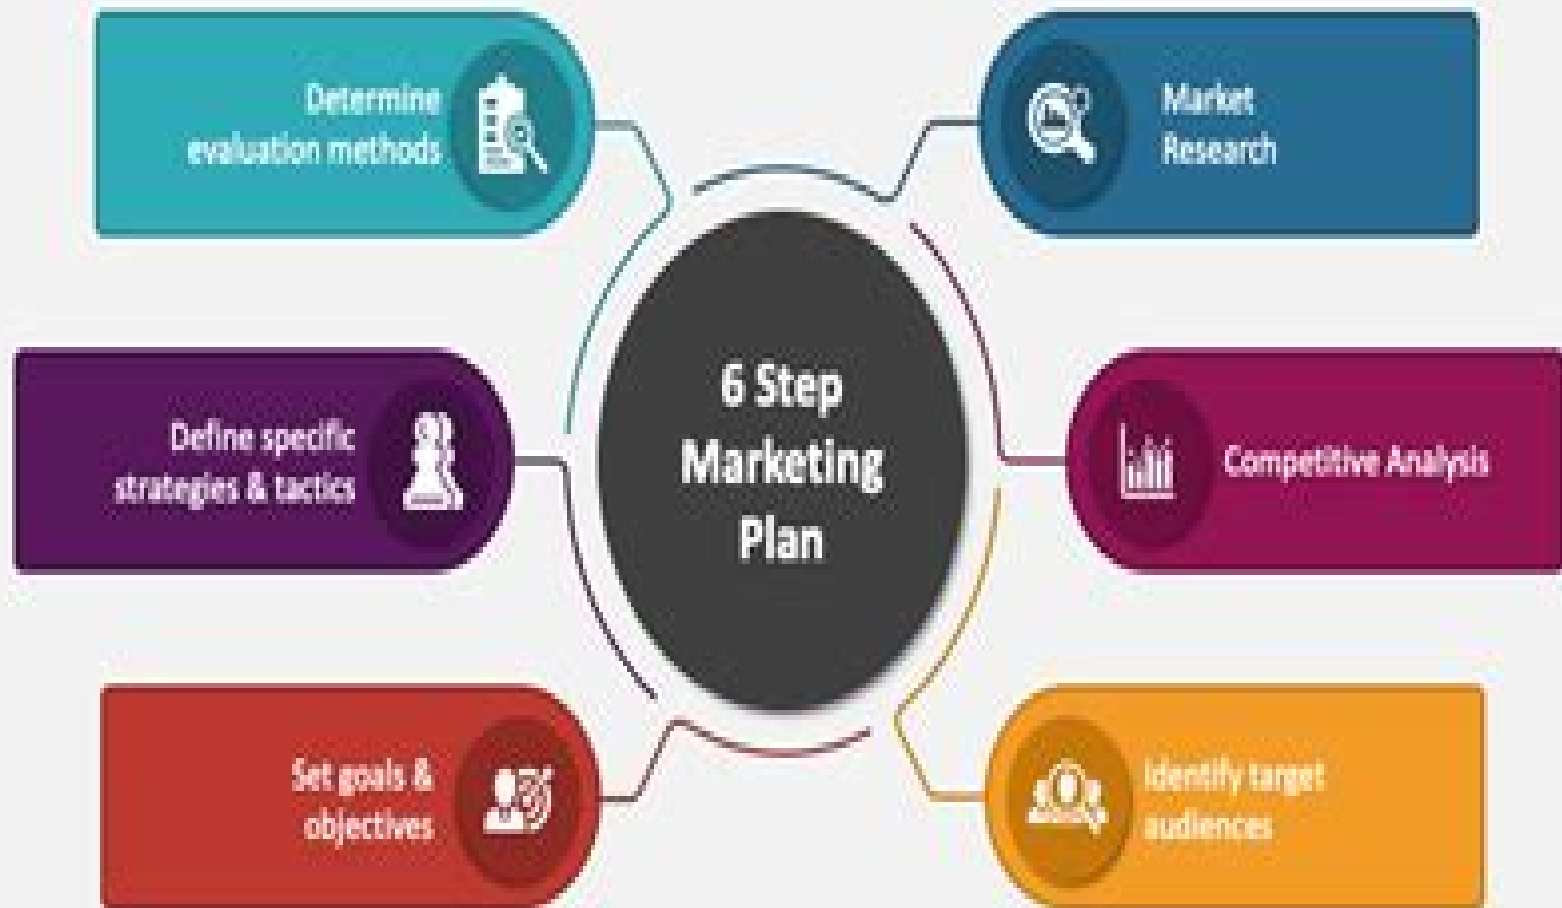 Determine
evaluation methods
Market
Research
6 Step
Marketing
Plan
Define specific
strategies & tactics
Competitive Analysis
Set goals &
objectives
Identify target
audiences